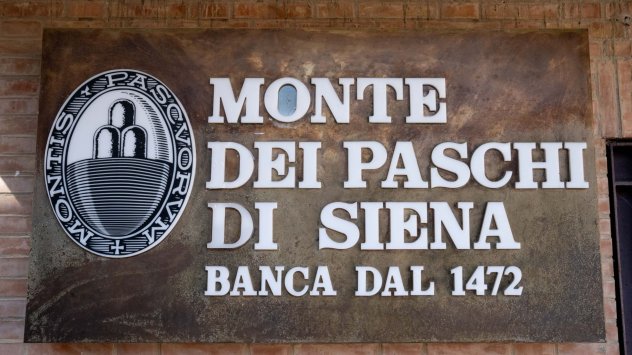 MONTIS PASCVORVM
MONTE
DEI PASCHI
DI SIENA
BANCA DAL 1472